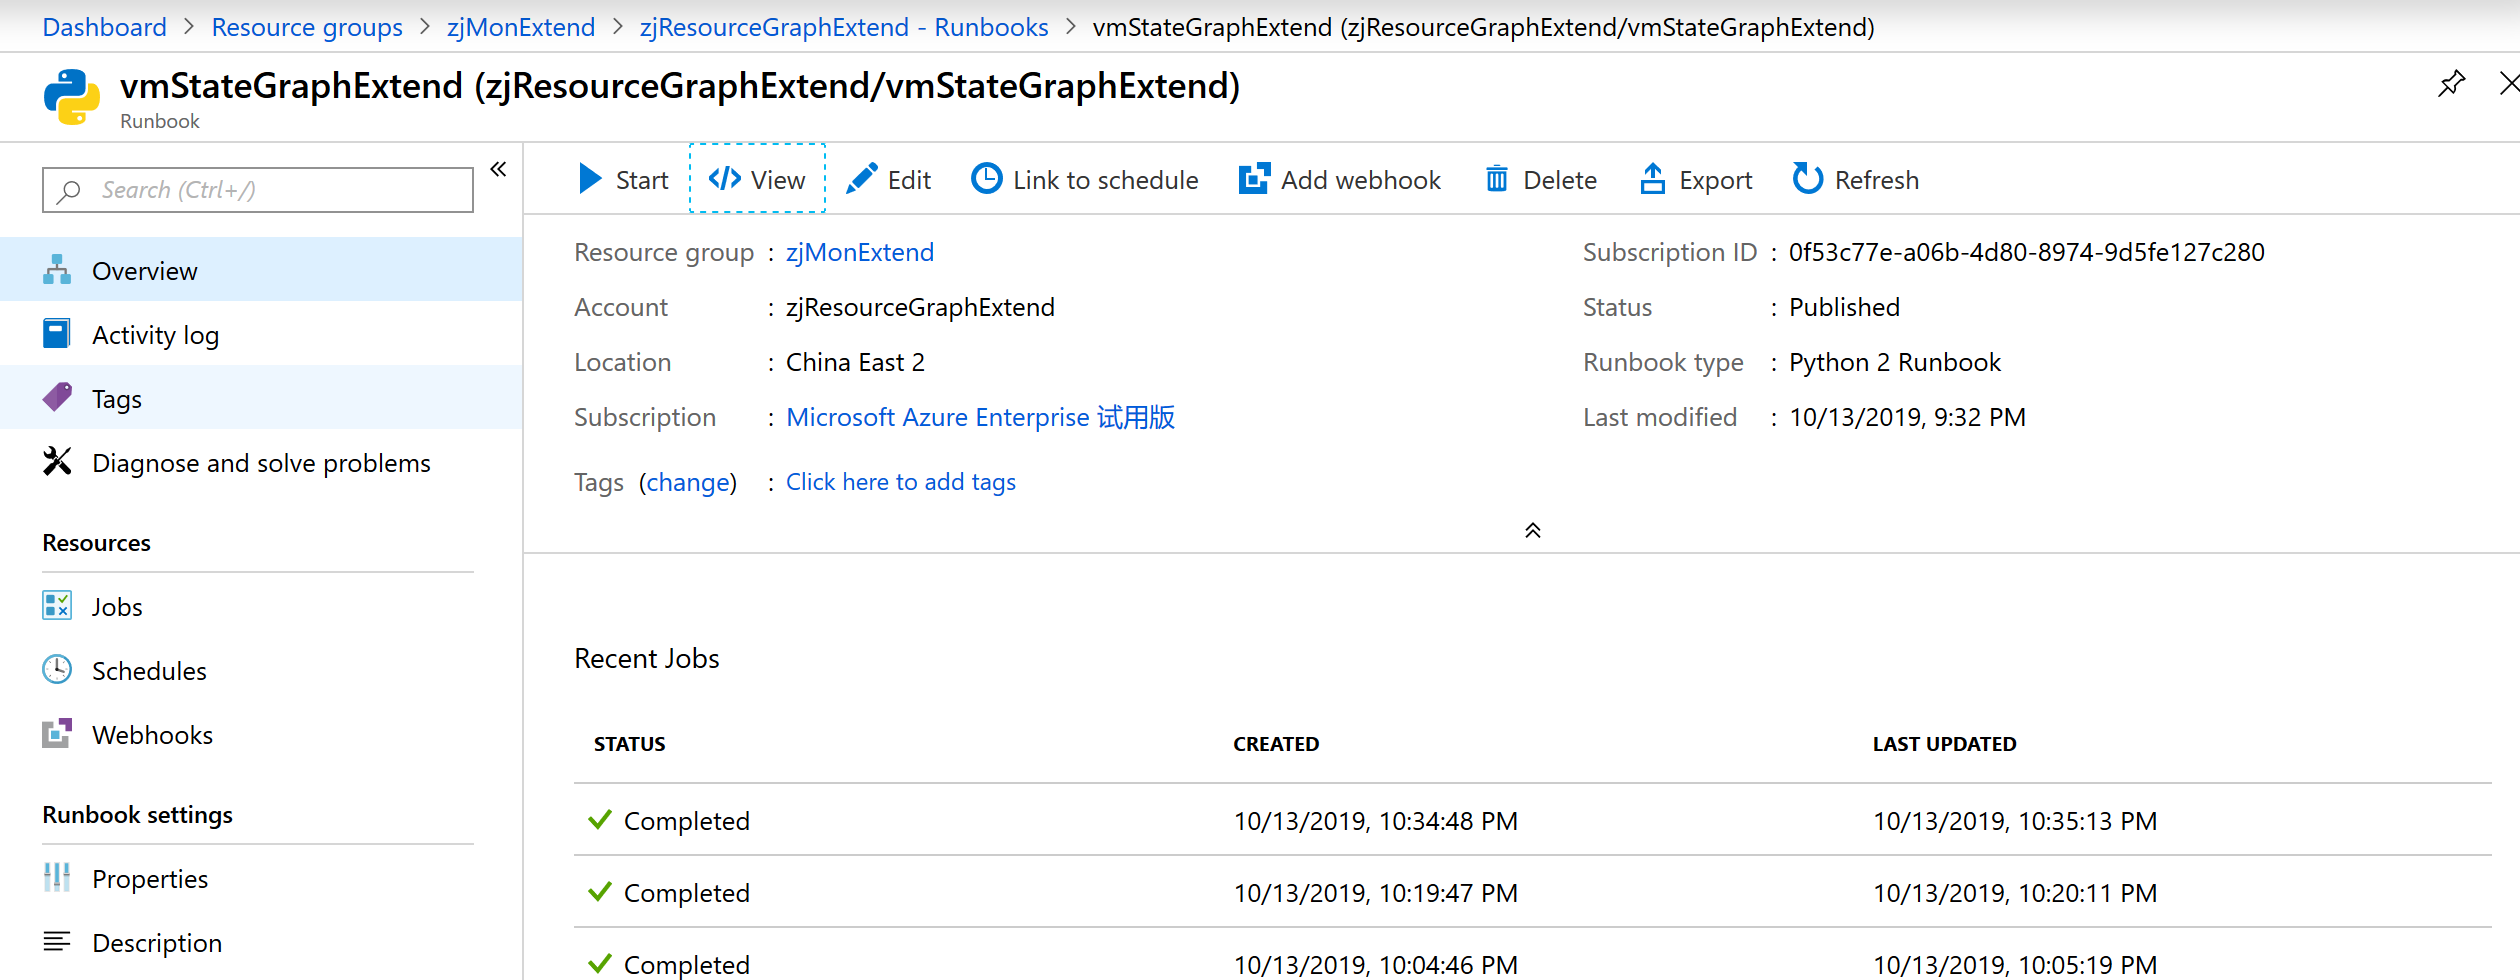 Dashboard > Resource groups > zjMonExtend > zjResourceGraphExtend - Runbooks > vmStateGraphExtend (zjResourceGraphExtend/vmStateGraphExtend)
vmStateGraphExtend (zjResourceGraphExtend/vmStateGraphExtend)
Runbook
Search (Ctrl+/)
Overview
Activity log
Tags
Diagnose and solve problems
Resources
Jobs
Schedules
Webhooks
Runbook settings
Properties
Description
Start View Edit Link to schedule Add webhook Delete Export Refresh
Resource group : zjMonExtend
Account : zjResourceGraphExtend
Location : China East 2
Subscription : Microsoft Azure Enterprise 试用版
Tags (change) : Click here to add tags
Subscription ID : 0f53c77e-a06b-4d80-8974-9d5fe127c280
Status : Published
Runbook type : Python 2 Runbook
Last modified : 10/13/2019, 9:32 PM
Recent Jobs
STATUS CREATED LAST UPDATED
Completed 10/13/2019, 10:34:48 PM 10/13/2019, 10:35:13 PM
Completed 10/13/2019, 10:19:47 PM 10/13/2019, 10:20:11 PM
Completed 10/13/2019, 10:04:46 PM 10/13/2019, 10:05:19 PM